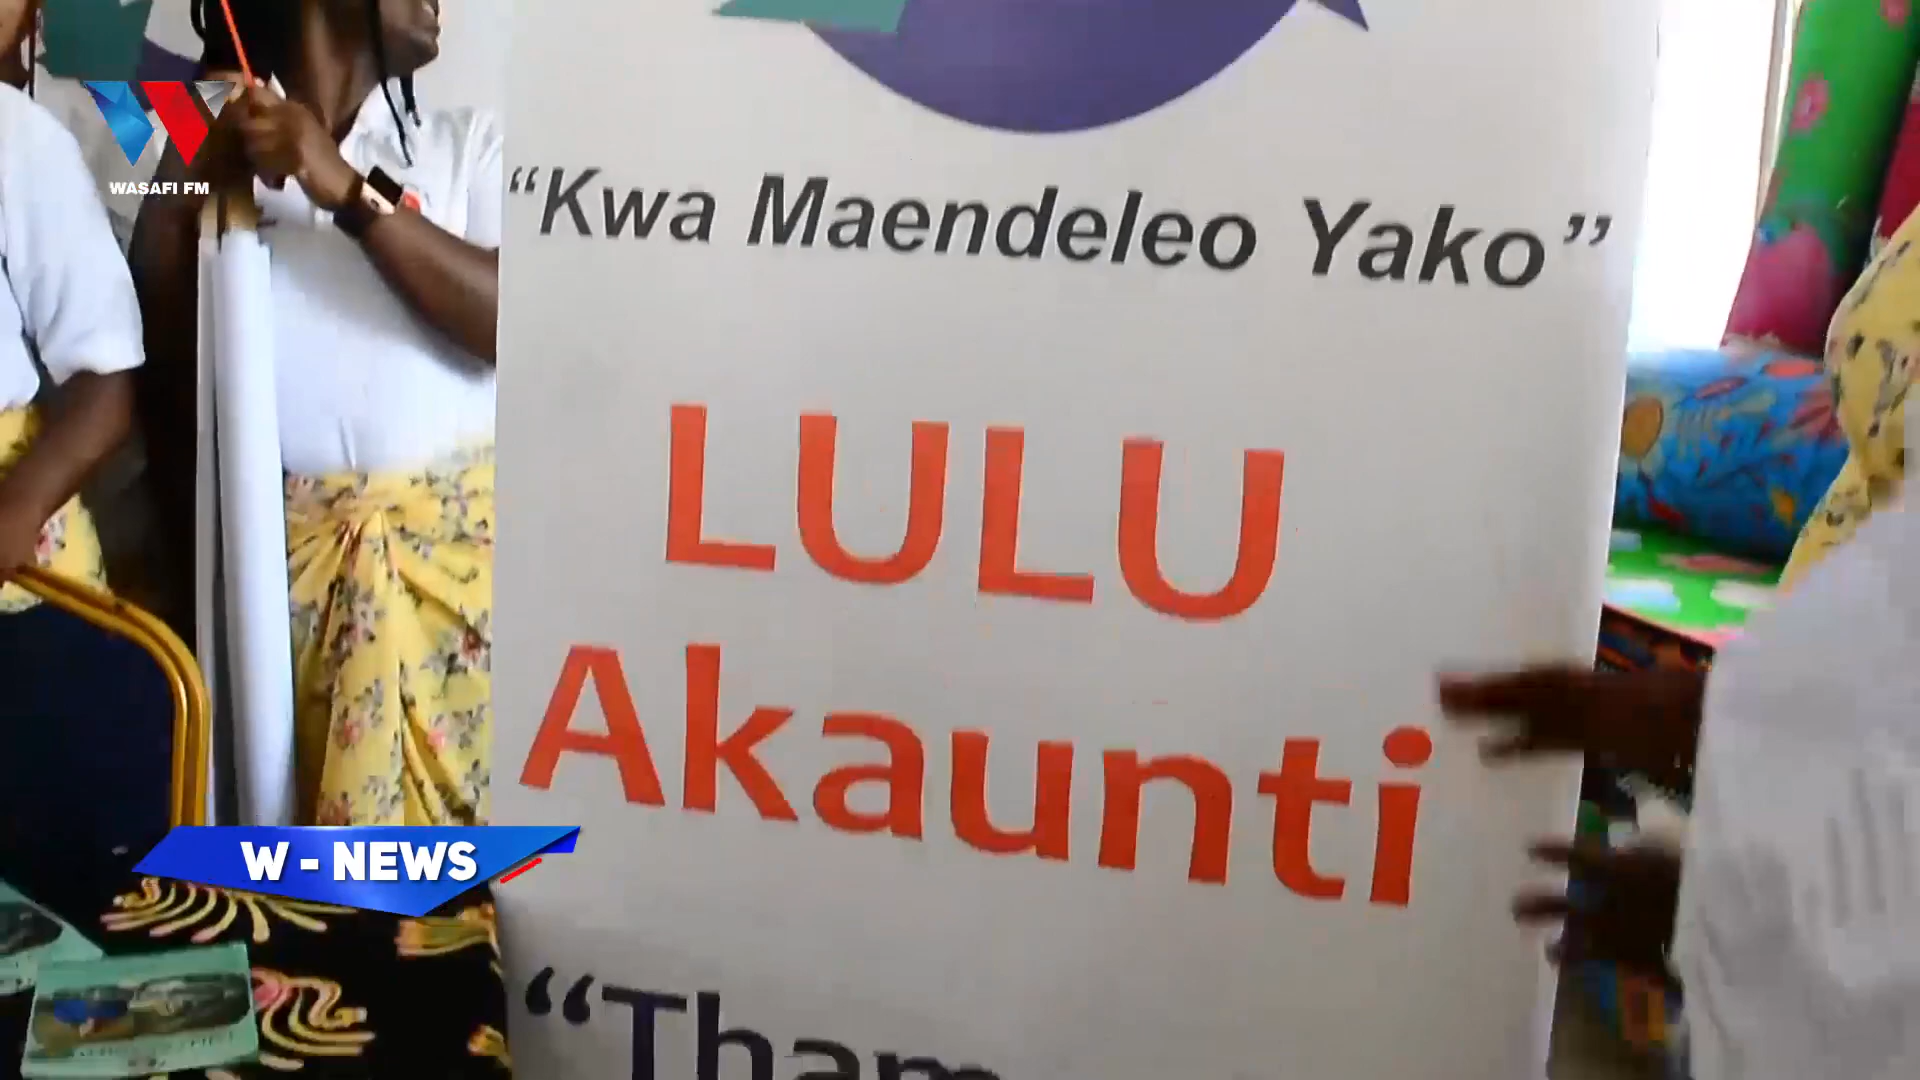 WASAFI FM
“Kwa Maendeleo Yako”
LULU
Akaunti
W - NEWS